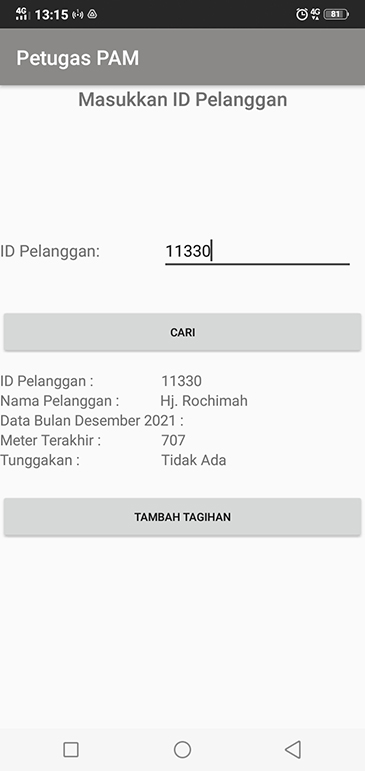 4G 13:15 4G 81
Petugas PAM
Masukkan ID Pelanggan
ID Pelanggan: 11330
CARI
ID Pelanggan : 11330
Nama Pelanggan : Hj. Rochimah
Data Bulan Desember 2021 :
Meter Terakhir : 707
Tunggakan : Tidak Ada
TAMBAH TAGIHAN